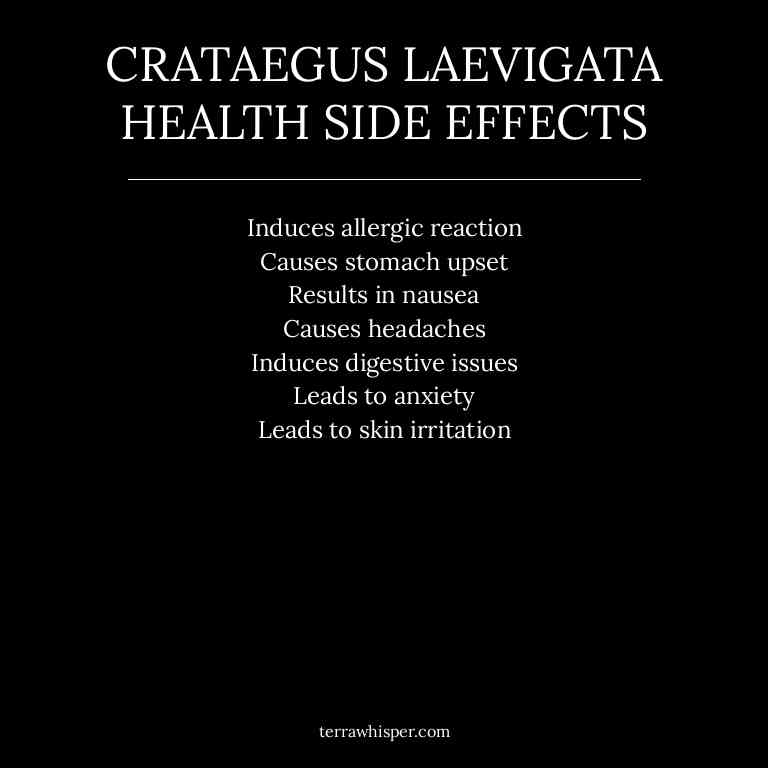 CRATAEGUS LAEVIGATA
HEALTH SIDE EFFECTS
Induces allergic reaction
Causes stomach upset
Results in nausea
Causes headaches
Induces digestive issues
Leads to anxiety
Leads to skin irritation
terrawhisper.com